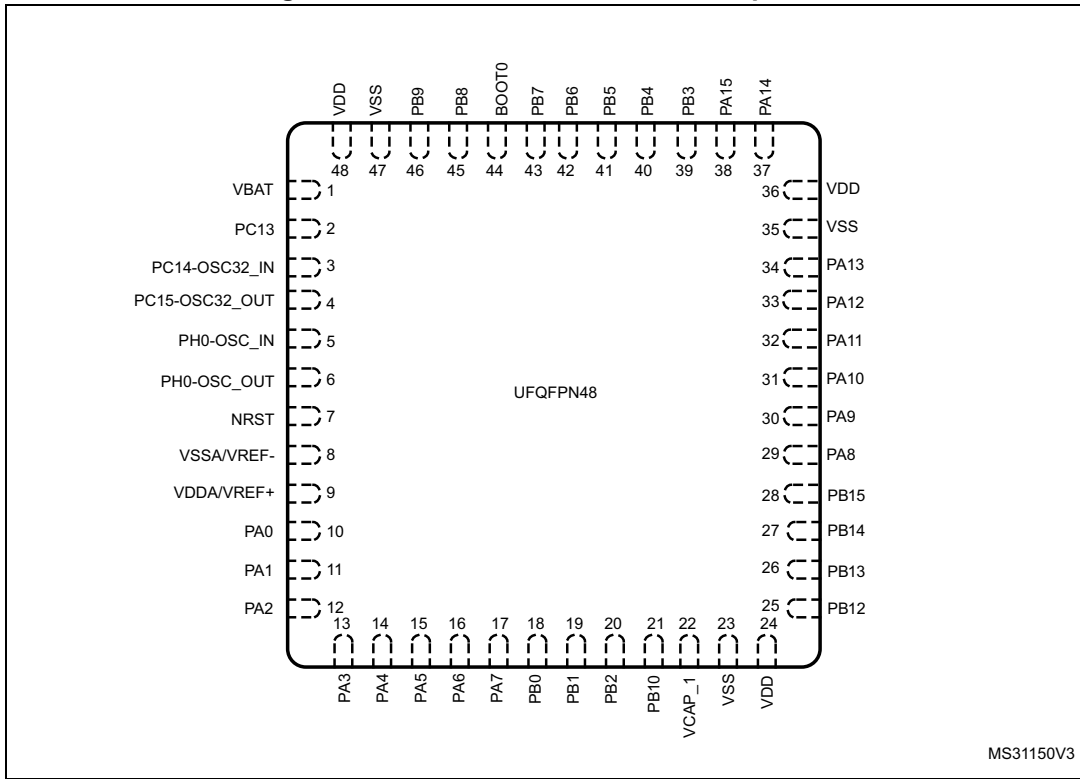 VDD
VSS
PB9
PB8
BOOT0
PB7
PB6
PB5
PB4
PB3
PA15
PA14
48 47 46 45 44 43 42 41 40 39 38 37
VBAT 1 36 VDD
PC13 2 35 VSS
PC14-OSC32_IN 3 34 PA13
PC15-OSC32_OUT 4 33 PA12
PH0-OSC_IN 5 32 PA11
PH0-OSC_OUT 6 31 PA10
UFQFPN48
NRST 7 30 PA9
VSSA/VREF- 8 29 PA8
VDDA/VREF+ 9 28 PB15
PA0 10 27 PB14
PA1 11 26 PB13
PA2 12 25 PB12
13 14 15 16 17 18 19 20 21 22 23 24
PA3
PA4
PA5
PA6
PA7
PB0
PB1
PB2
PB10
VCAP_1
VSS
VDD
MS31150V3